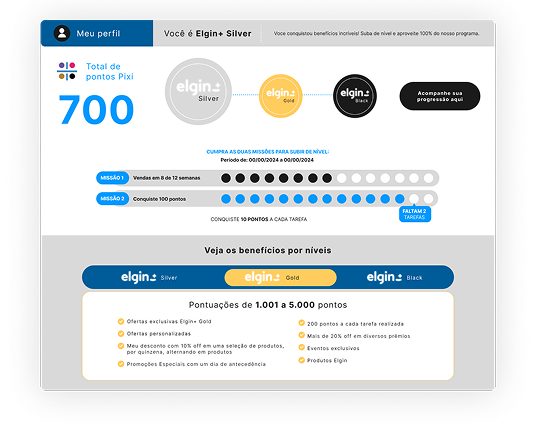 Meu perfil
Você é Elgin+ Silver
Voce conquistou benefícios incríveis! Suba de nível e aproveite 100% do nosso programa.
Total de
pontos Pixi
700
elgin
Silver
elgin
Gold
elgin
Black
Acompanhe sua
progressão aqui
CUMPRA AS DUAS MISSÕES PARA SUBIR DE NÍVEL:
Período de: 00/00/2024 a 00/00/2024
MISSÃO 1
Vendas em 8 de 12 semanas
MISSÃO 2
Conquiste 100 pontos
FALTAM 2
TAREFAS
CONQUISTE 10 PONTOS A CADA TAREFA
Veja os benefícios por níveis
elgin Silver
elgin Gold
elgin Black
Pontuações de 1.001 a 5.000 pontos
Ofertas exclusivas Elgin+ Gold
Ofertas personalizadas
Meu desconto com 10% off em uma seleção de produtos,
por quinzena, alternando em produtos
Promoções Especiais com um dia de antecedência
200 pontos a cada tarefa realizada
Mais de 20% off em diversos prêmios
Eventos exclusivos
Produtos Elgin